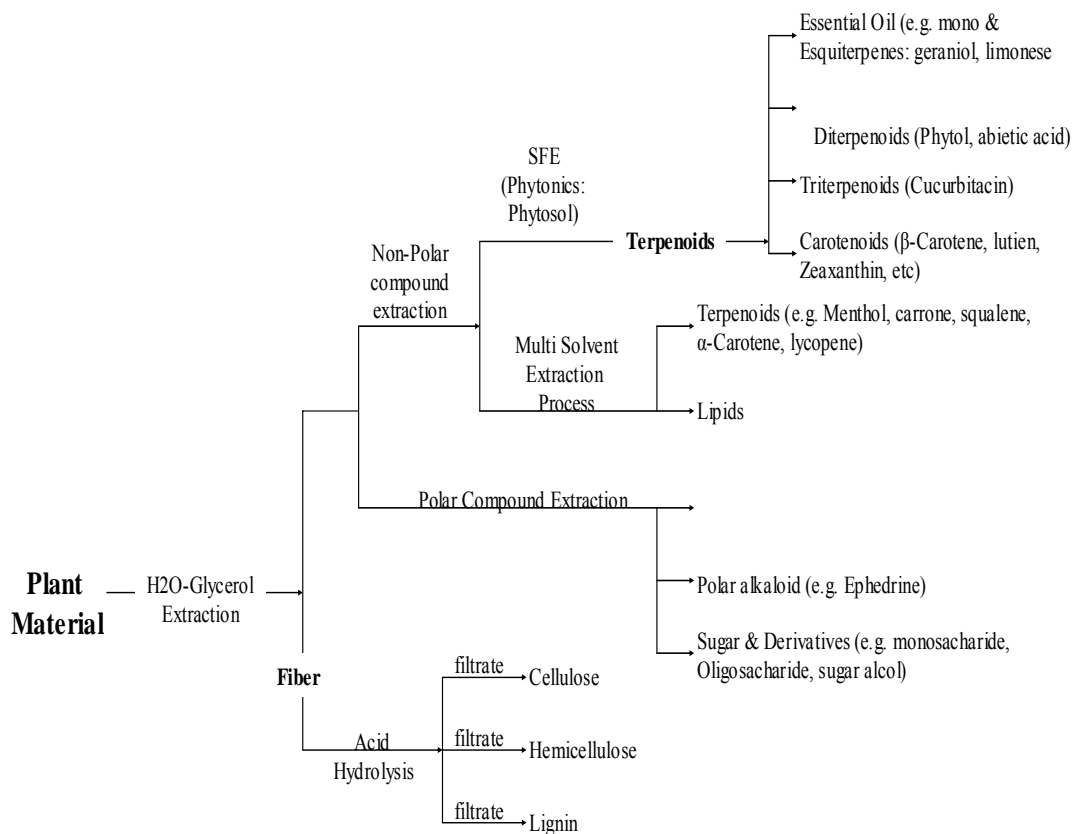 Essential Oil (e.g. mono &
Esquiterpenes: geraniol, limonese
Diterpenoids (Phytol, abietic acid)
SFE
(Phytonics:
Phytosol)
Triterpenoids (Cucurbitacin)
Terpenoids
Carotenoids (β-Carotene, lutien,
Zeaxanthin, etc)
Non-Polar
compound
extraction
Terpenoids (e.g. Menthol, carrone, squalene,
α-Carotene, lycopene)
Multi Solvent
Extraction
Process
Lipids
Polar Compound Extraction
Plant
Material
H2O-Glycerol
Extraction
Polar alkaloid (e.g. Ephedrine)
Sugar & Derivatives (e.g. monosacharide,
Oligosacharide, sugar alcol)
Fiber
filtrate
Cellulose
Acid
Hydrolysis
filtrate
Hemicellulose
filtrate
Lignin